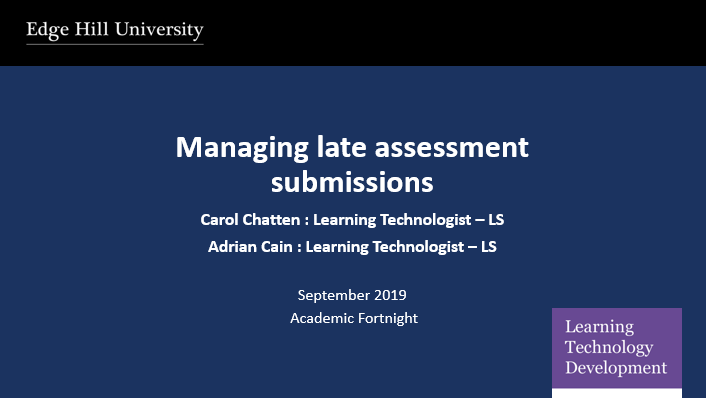 Edge Hill University
Managing late assessment
submissions
Carol Chatten : Learning Technologist – LS
Adrian Cain : Learning Technologist – LS
September 2019
Academic Fortnight
Learning
Technology
Development